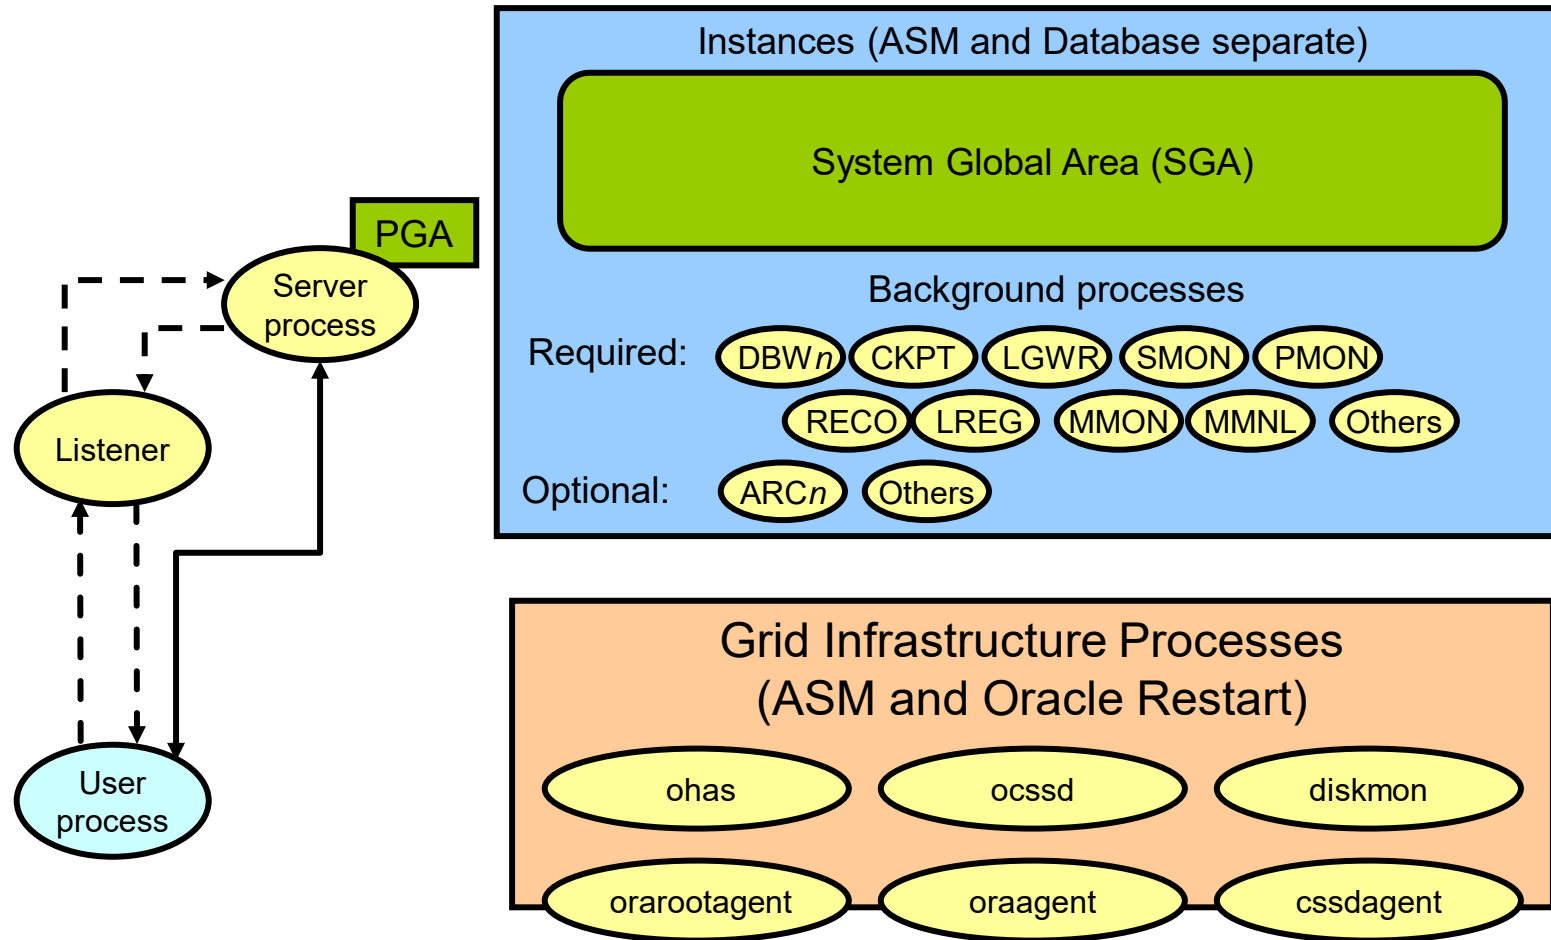 Instances (ASM and Database separate)
System Global Area (SGA)
PGA
Server
process
Background processes
Required: DBWn CKPT LGWR SMON PMON
RECO LREG MMON MMNL Others
Listener
Optional: ARCn Others
Grid Infrastructure Processes
(ASM and Oracle Restart)
User
process
ohas ocssd diskmon
orarootagent oraagent cssdagent